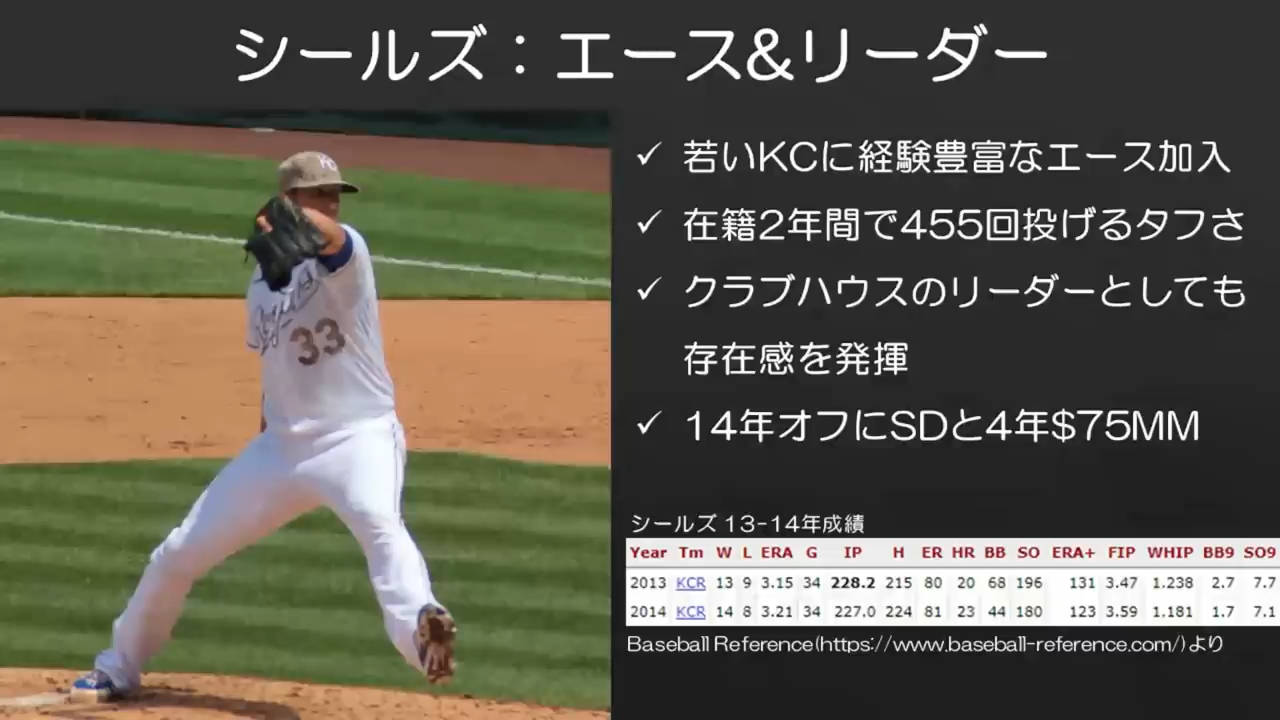 シールズ：エース&リーダー
✓ 若いKCに経験豊富なエース加入
✓ 在籍2年間で455回投げるタフさ
✓ クラブハウスのリーダーとしても
存在感を発揮
✓ 14年オフにSDと4年$75MM
33
シールズ 13-14年成績
Year Tm W L ERA G IP H ER HR BB SO ERA+ FIP WHIP BB9 SO9
2013 KCR 13 9 3.15 34 228.2 215 80 20 68 196 131 3.47 1.238 2.7 7.7
2014 KCR 14 8 3.21 34 227.0 224 81 23 44 180 123 3.59 1.181 1.7 7.1
Baseball Reference(https://www.baseball-reference.com/)より